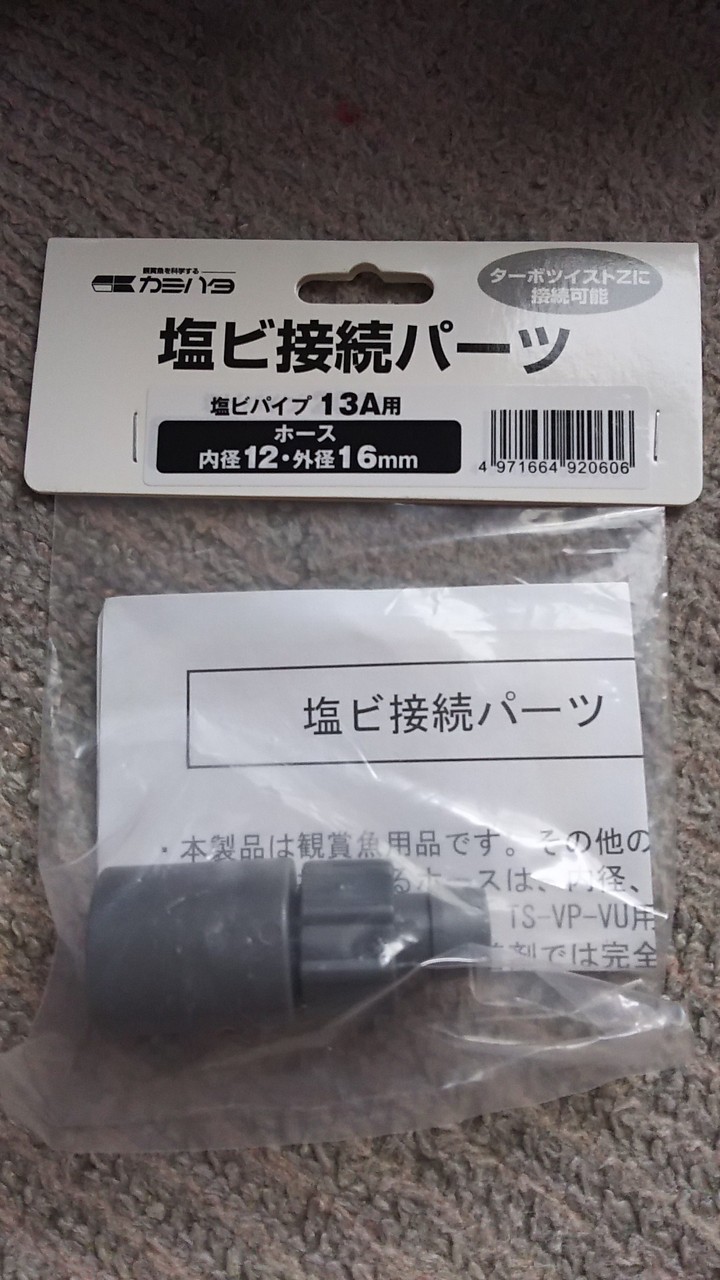 観賞魚を科学する
カミハタ
ターボツイストZに
接続可能
塩ビ接続パーツ
塩ビパイプ 13A用
ホース
内径12・外径16mm
4 971664 920606
塩ビ接続パーツ
・本製品は観賞魚用品です。その他の
るホースは、内径、
TS-VP-VU用
剤では完全